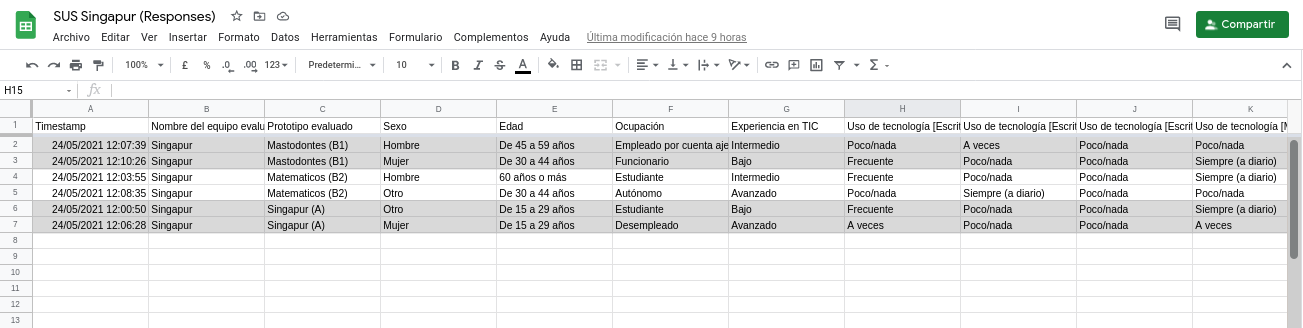 SUS Singapur (Responses)
Archivo Editar Ver Insertar Formato Datos Herramientas Formulario Complementos Ayuda Última modificación hace 9 horas
Compartir
100% £ % .0 .00 123 Predetermi... 10 B I S A Σ
H15 fx
A B C D E F G H I J K
1 Timestamp Nombre del equipo evalu Prototipo evaluado Sexo Edad Ocupación Experiencia en TIC Uso de tecnología [Escrit Uso de tecnología [Escrit Uso de tecnología [Escrit Uso de tecnología [M
2 24/05/2021 12:07:39 Singapur Mastodontes (B1) Hombre De 45 a 59 años Empleado por cuenta aje Intermedio Poco/nada A veces Poco/nada Poco/nada
3 24/05/2021 12:10:26 Singapur Mastodontes (B1) Mujer De 30 a 44 años Funcionario Bajo Frecuente Poco/nada Poco/nada Siempre (a diario)
4 24/05/2021 12:03:55 Singapur Matematicos (B2) Hombre 60 años o más Estudiante Intermedio Frecuente Poco/nada Poco/nada Siempre (a diario)
5 24/05/2021 12:08:35 Singapur Matematicos (B2) Otro De 30 a 44 años Autónomo Avanzado Poco/nada Siempre (a diario) Poco/nada Poco/nada
6 24/05/2021 12:00:50 Singapur Singapur (A) Otro De 15 a 29 años Estudiante Bajo Frecuente Poco/nada Poco/nada Siempre (a diario)
7 24/05/2021 12:06:28 Singapur Singapur (A) Mujer De 15 a 29 años Desempleado Avanzado A veces Poco/nada Poco/nada A veces
8
9
10
11
12
13